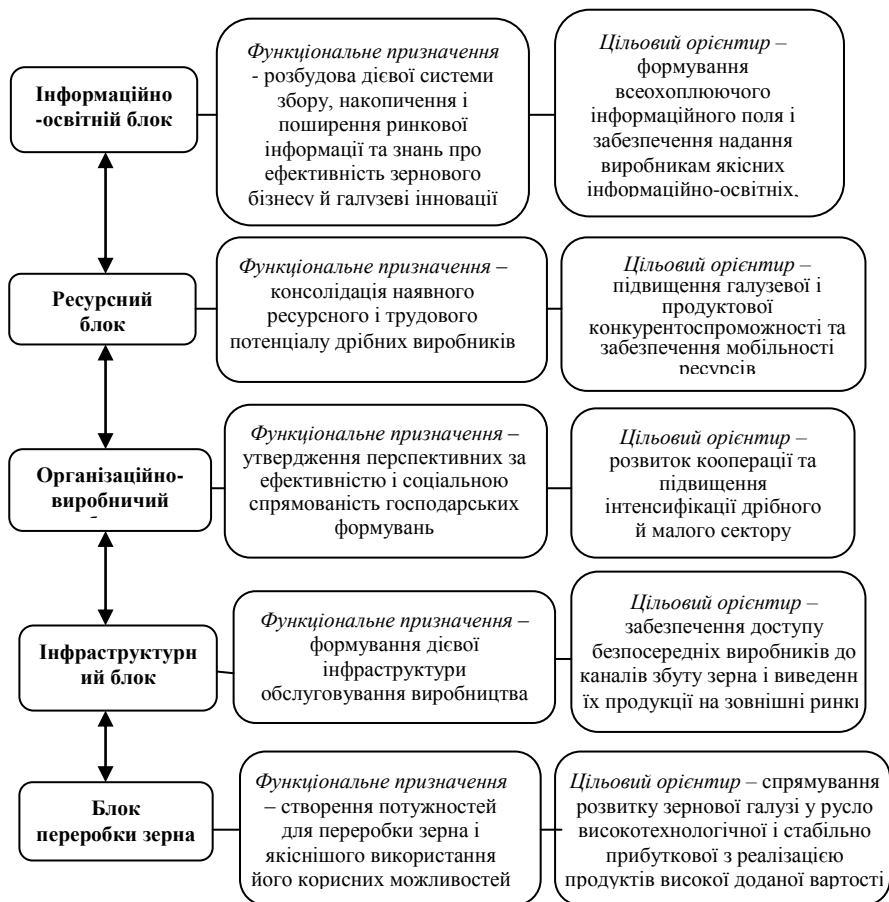 Інформаційно
-освітній блок
Функціональне призначення
- розбудова дієвої системи
збору, накопичення і
поширення ринкової
інформації та знань про
ефективність зернового
бізнесу й галузеві інновації
Цільовий орієнтир –
формування
всеохоплюючого
інформаційного поля і
забезпечення надання
виробникам якісних
інформаційно-освітніх,
Ресурсний
блок
Функціональне призначення –
консолідація наявного
ресурсного і трудового
потенціалу дрібних виробників
Цільовий орієнтир –
підвищення галузевої і
продуктової
конкурентоспроможності та
забезпечення мобільності
ресурсів
Організаційно-
виробничий
Функціональне призначення –
утвердження перспективних за
ефективністю і соціальною
спрямованість господарських
формувань
Цільовий орієнтир –
розвиток кооперації та
підвищення
інтенсифікації дрібного
й малого сектору
Інфраструктурн
ий блок
Функціональне призначення –
формування дієвої
інфраструктури
обслуговування виробництва
Цільовий орієнтир –
забезпечення доступу
безпосередніх виробників до
каналів збуту зерна і виведенн
їх продукції на зовнішні ринки
Блок
переробки зерна
Функціональне призначення
– створення потужностей
для переробки зерна і
якіснішого використання
його корисних можливостей
Цільовий орієнтир – спрямування
розвитку зернової галузі у русло
високотехнологічної і стабільно
прибуткової з реалізацією
продуктів високої доданої вартості